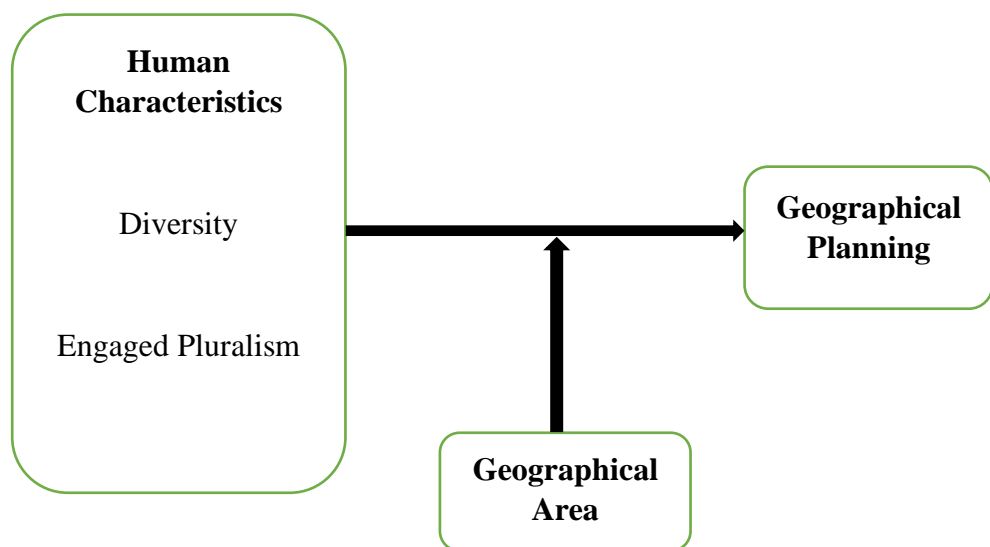 Human
Characteristics
Diversity
Engaged Pluralism
Geographical
Planning
Geographical
Area